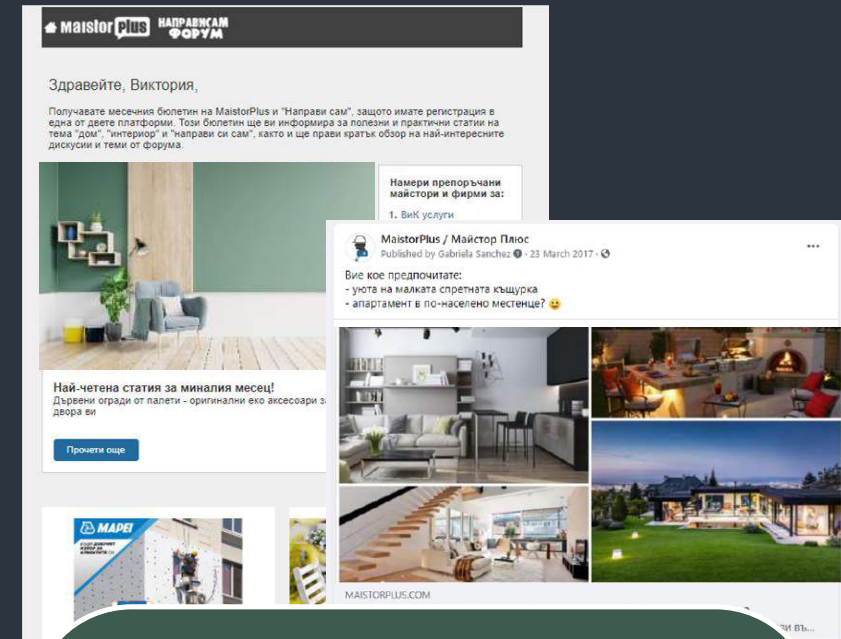 maistor plus НАПРАВИСАМ
ФОРУМ
Здравейте, Виктория,
Получавате месечния бюлетин на MaistorPlus и "Направи сам", защото имате регистрация в
една от двете платформи. Този бюлетин ще ви информира за полезни и практични статии на
тема "дом", "интериор" и "направи си сам", както и ще прави кратък обзор на най-интересните
дискусии и теми от форума.
Намери препоръчани
майстори и фирми за:
1. ВиК услуги
MaistorPlus / Майстор Плюс
Published by Gabriela Sanchez · 23 March 2017 ·
Вие кое предпочитате:
- уюта на малката спретната къщурка
- апартамент в по-населено местенце? 😀
Най-четена статия за миналия месец!
Дървени огради от палети - оригинални еко аксесоари
двора ви
Прочети още
MAPEI
MAISTORPLUS.COM